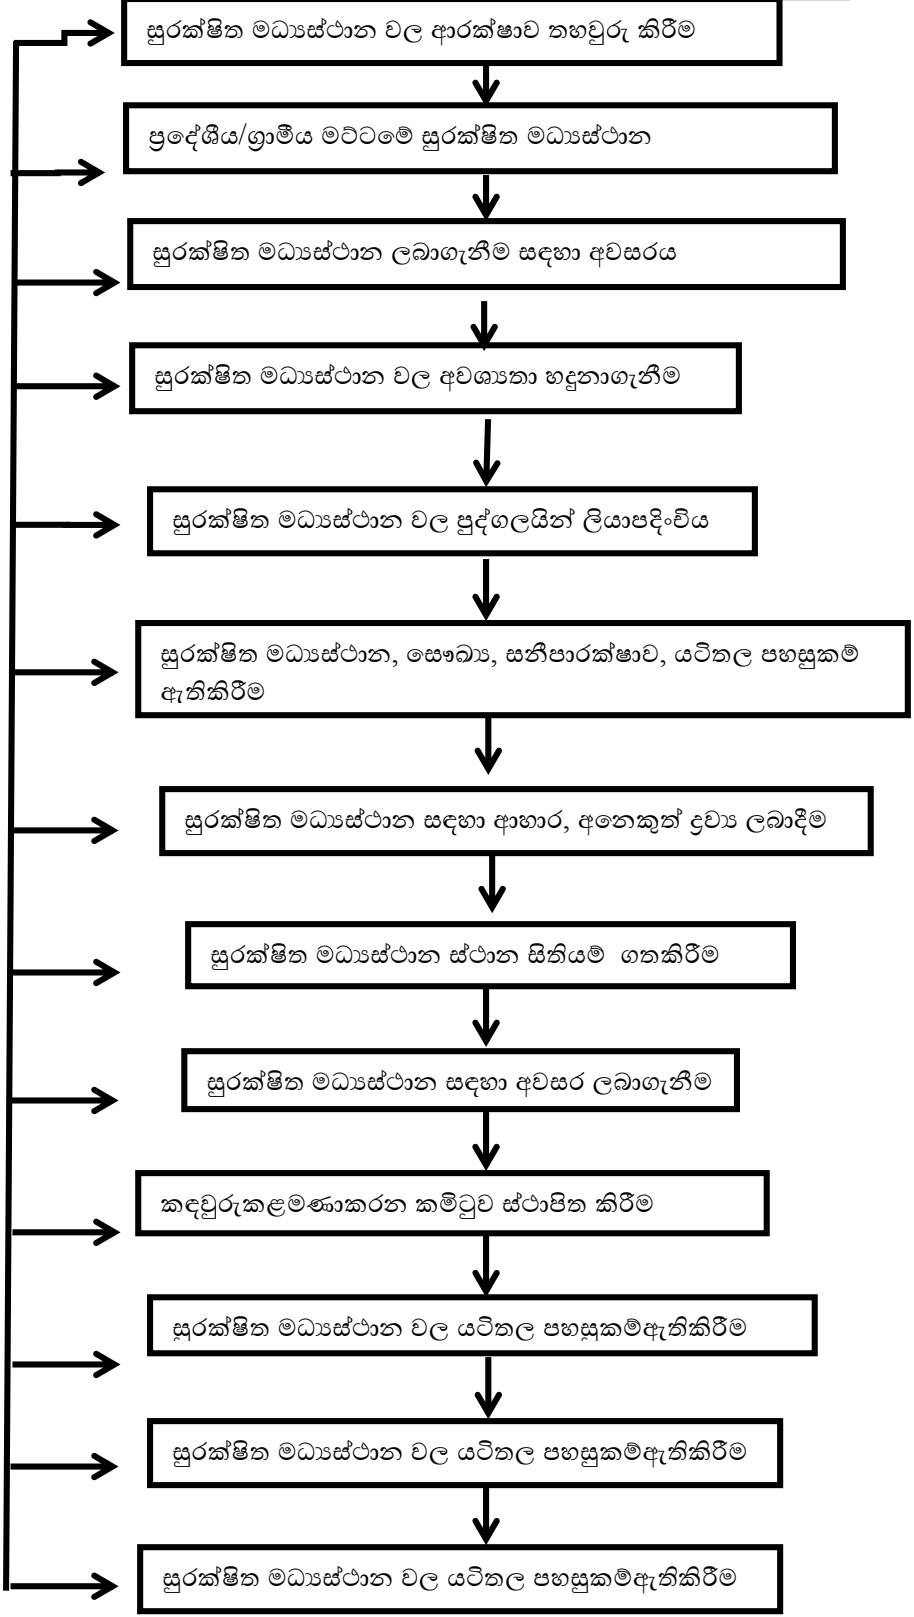 සුරක්ෂිත මධ්‍යස්ථාන වල ආරක්ෂාව තහවුරු කිරීම
ප්‍රදේශීය/ග්‍රාමීය මට්ටමේ සුරක්ෂිත මධ්‍යස්ථාන
සුරක්ෂිත මධ්‍යස්ථාන ලබාගැනීම සඳහා අවසරය
සුරක්ෂිත මධ්‍යස්ථාන වල අවශ්‍යතා හදුනාගැනීම
සුරක්ෂිත මධ්‍යස්ථාන වල පුද්ගලයින් ලියාපදිංචිය
සුරක්ෂිත මධ්‍යස්ථාන, සෞඛ්‍ය, සනීපාරක්ෂාව, යටිතල පහසුකම්
ඇතිකිරීම
සුරක්ෂිත මධ්‍යස්ථාන සඳහා ආහාර, අනෙකුත් ද්‍රව්‍ය ලබාදීම
සුරක්ෂිත මධ්‍යස්ථාන ස්ථාන සිතියම් ගතකිරීම
සුරක්ෂිත මධ්‍යස්ථාන සඳහා අවසර ලබාගැනීම
කඳවුරුකළමණාකරන කමිටුව ස්ථාපිත කිරීම
සුරක්ෂිත මධ්‍යස්ථාන වල යටිතල පහසුකම්ඇතිකිරීම
සුරක්ෂිත මධ්‍යස්ථාන වල යටිතල පහසුකම්ඇතිකිරීම
සුරක්ෂිත මධ්‍යස්ථාන වල යටිතල පහසුකම්ඇතිකිරීම